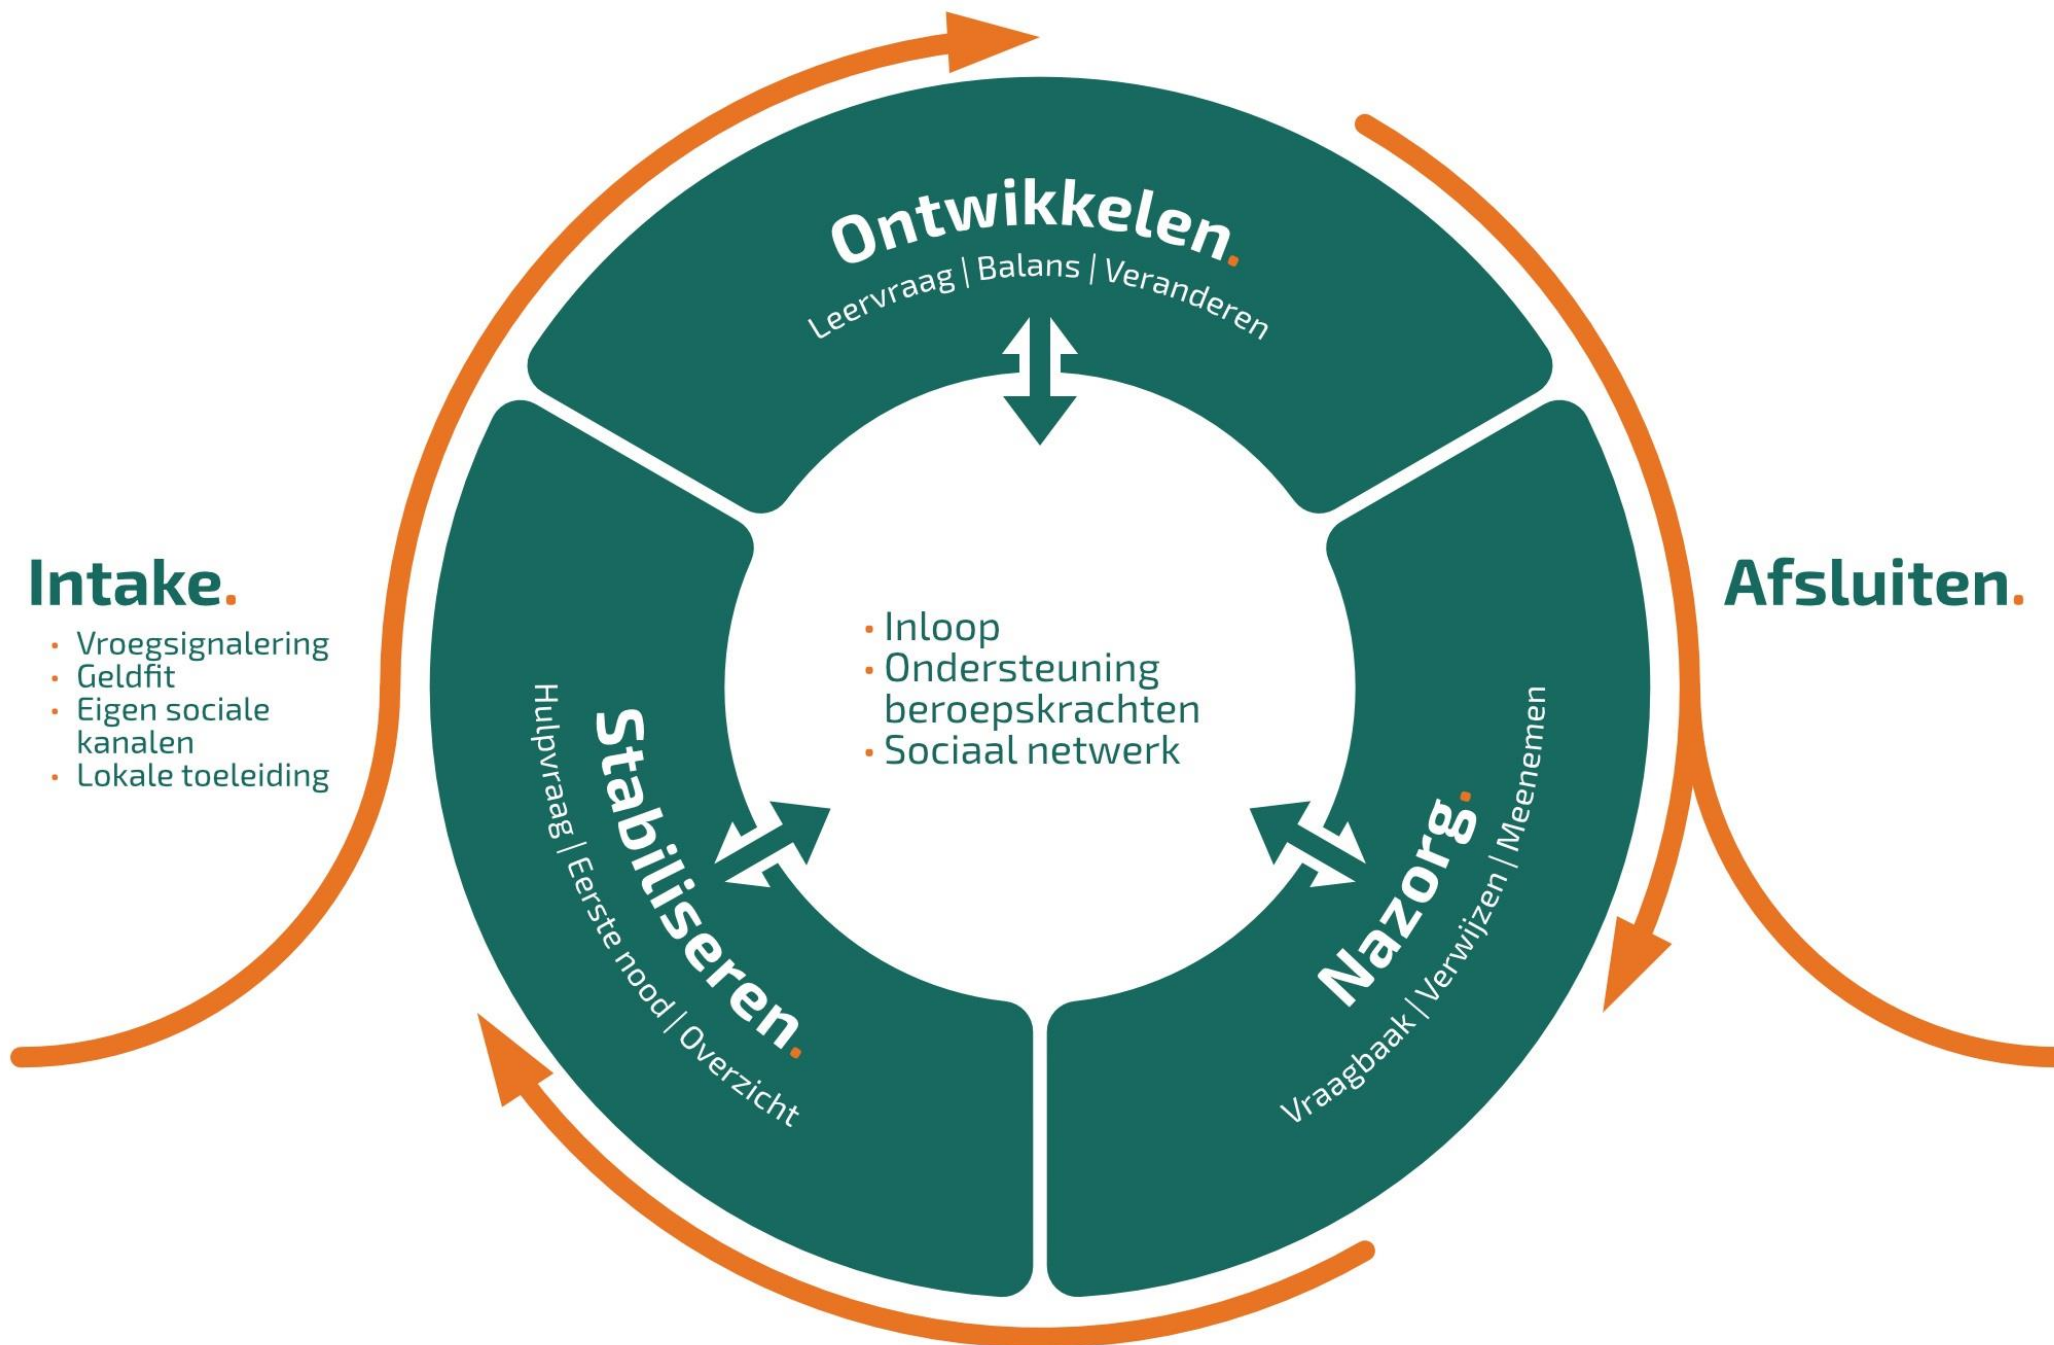 Ontwikkelen.
Leervraag | Balans | Veranderen
Intake.
• Vroegsignalering
• Geldfit
• Eigen sociale
kanalen
• Lokale toeleiding
• Inloop
• Ondersteuning
beroepskrachten
• Sociaal netwerk
Afsluiten.
Stabiliseren.
Hulpvraag | Eerste nood | Overzicht
Nazorg.
Vraagbaak | Verwijzen | Meenemen